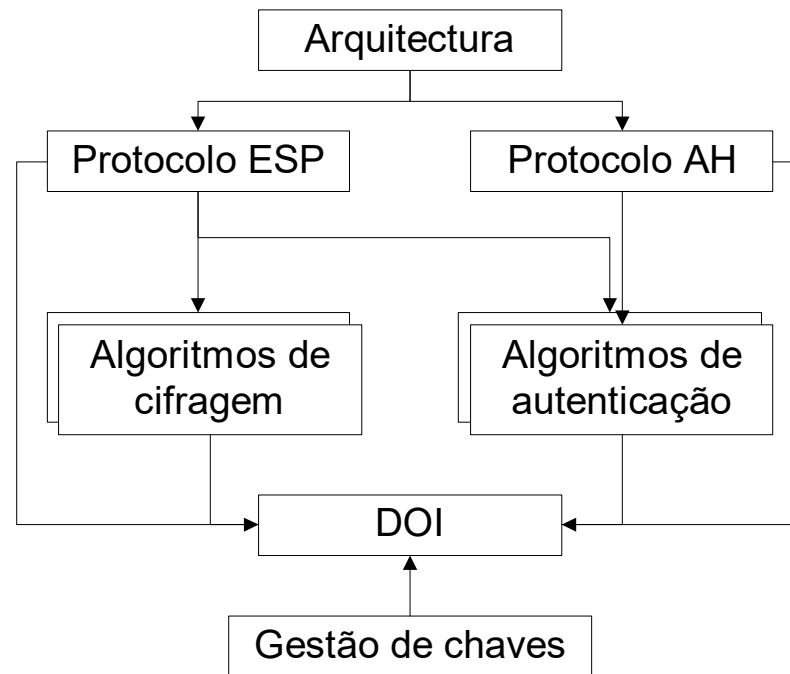 Arquitectura
Protocolo ESP
Protocolo AH
Algoritmos de
cifragem
Algoritmos de
autenticação
DOI
Gestão de chaves